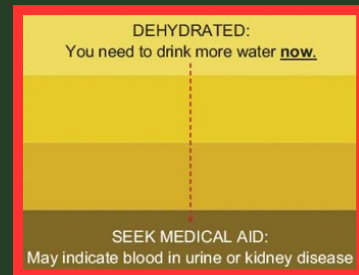 DEHYDRATED:
You need to drink more water now.
SEEK MEDICAL AID:
May indicate blood in urine or kidney disease